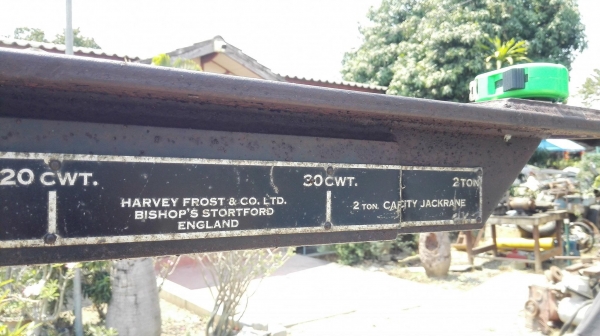 20 CWT.
30 CWT.
2 TON
HARVEY FROST & CO. LTD.
BISHOP'S STORTFORD
ENGLAND
2 TON. CAPITY JACKRANE